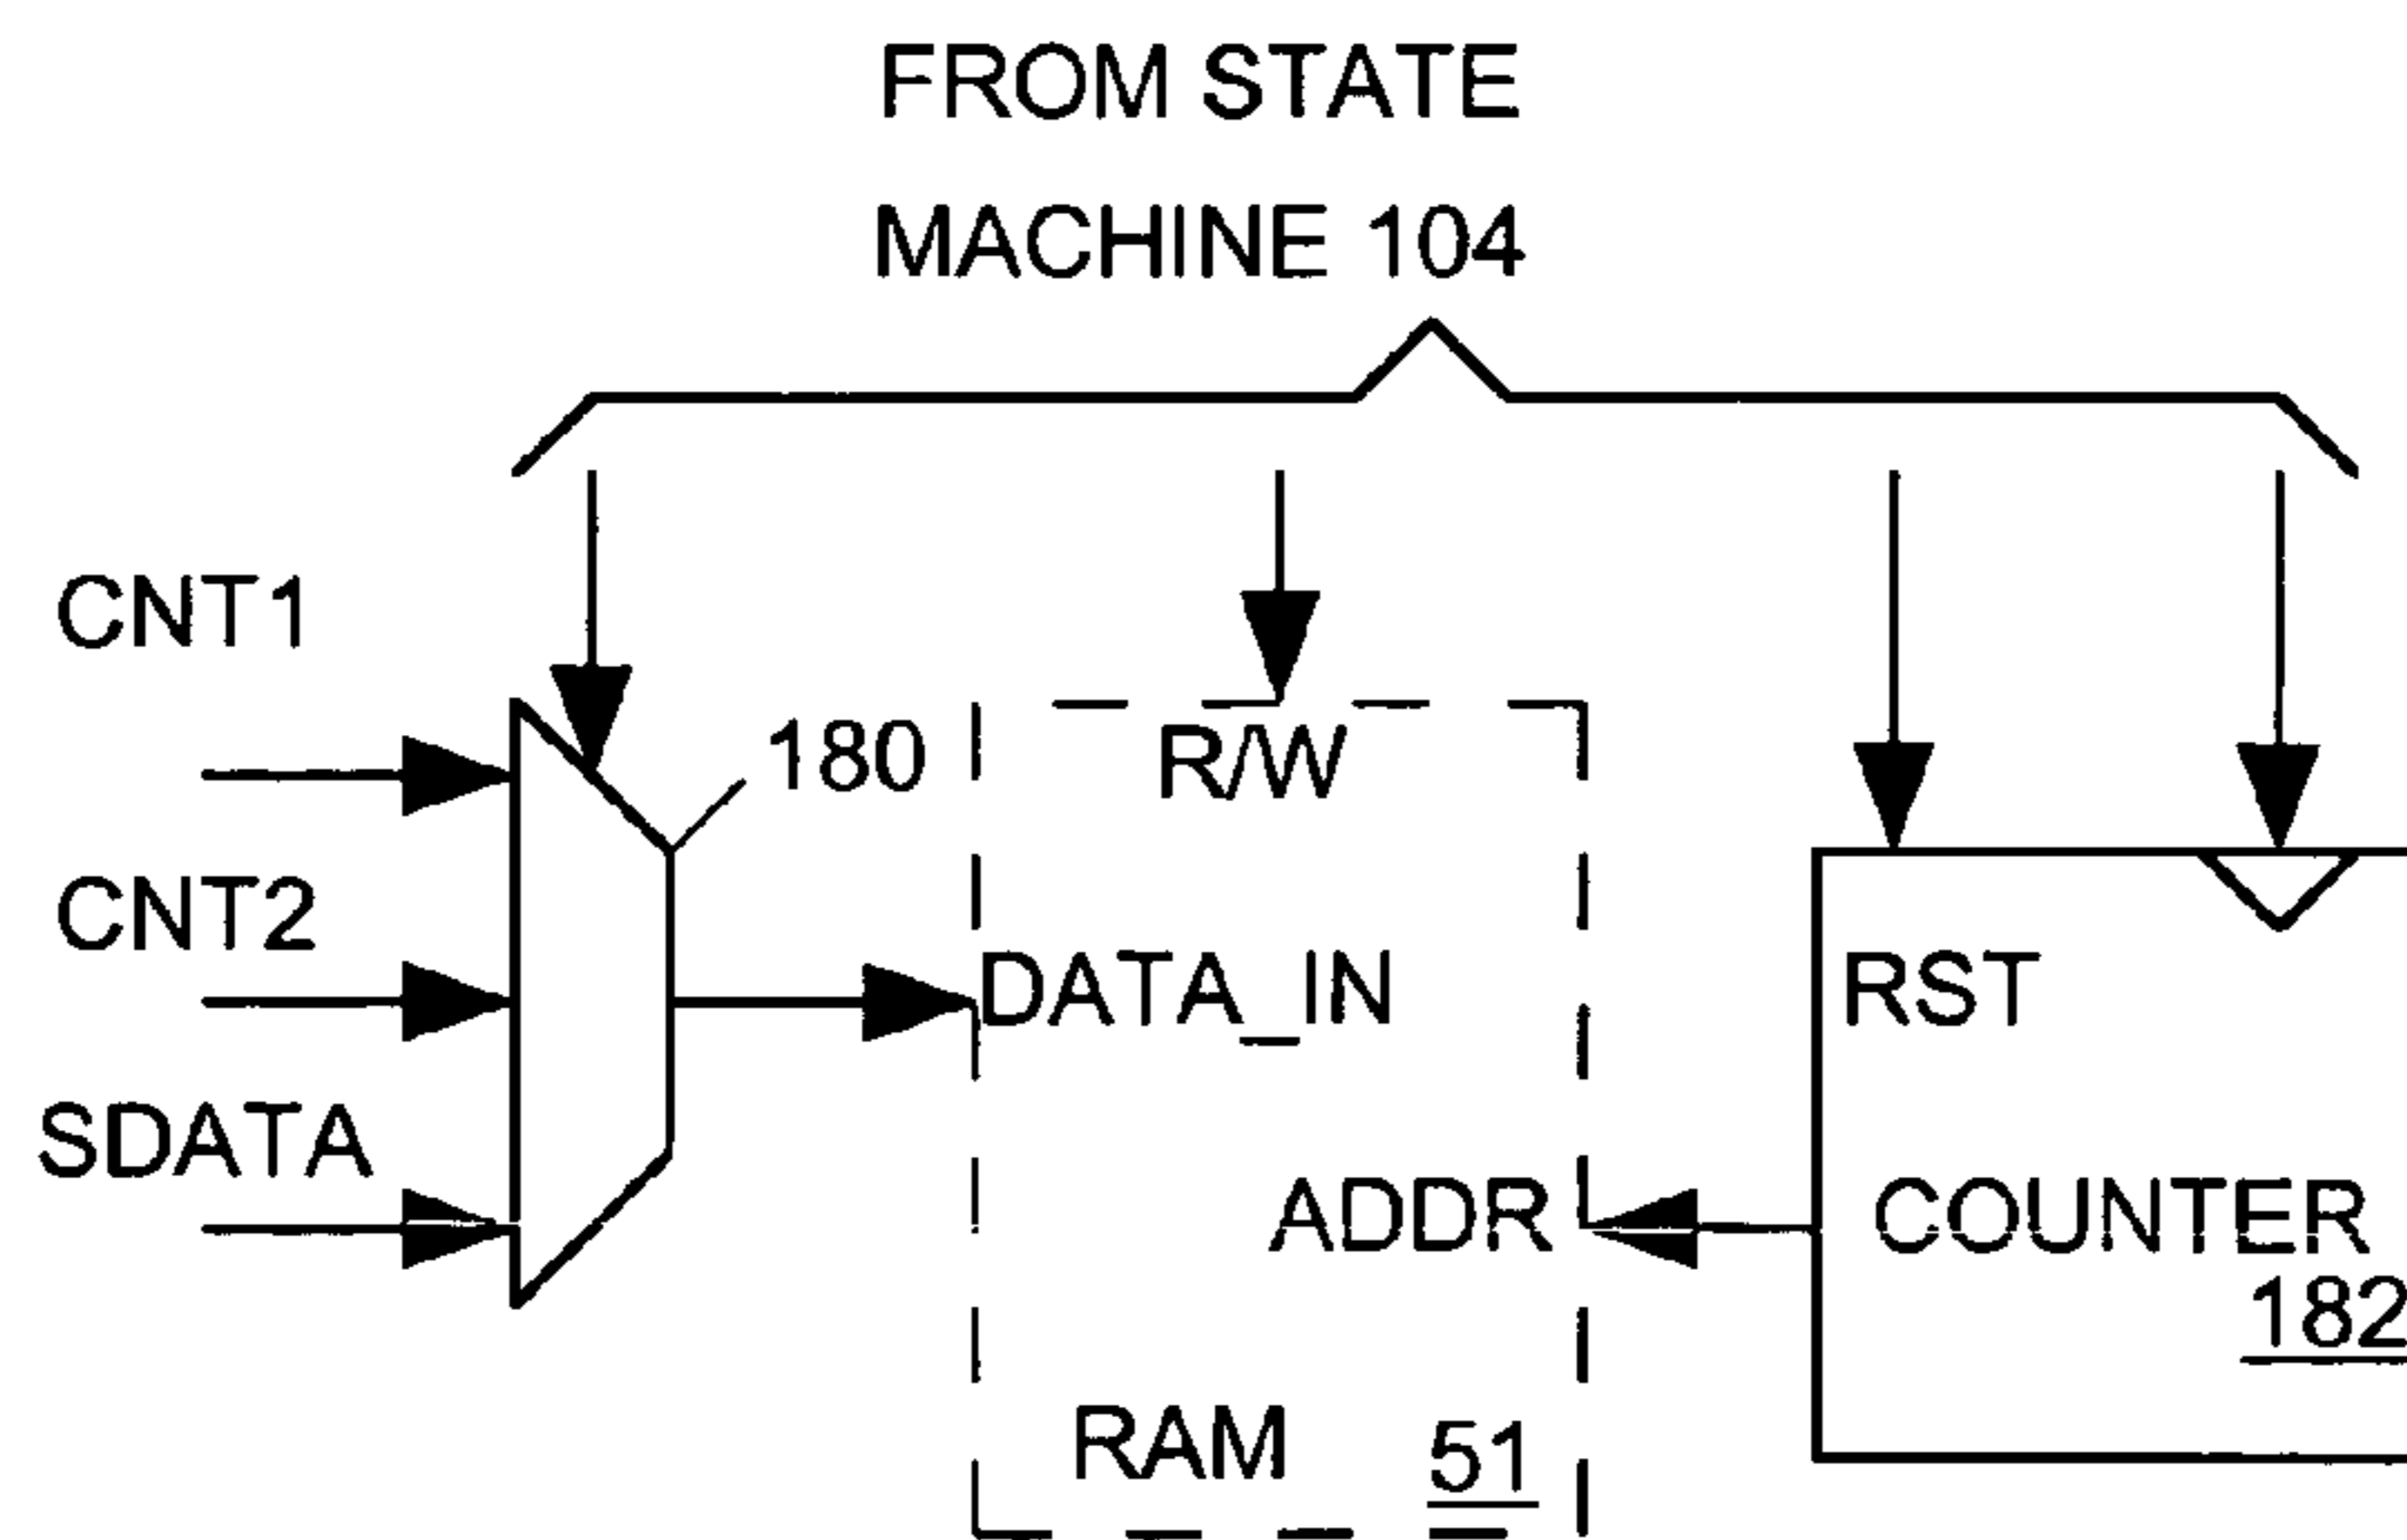 FROM STATE
MACHINE 104
CNT1
180
R/W
CNT2
DATA_IN
RST
SDATA
ADDR
COUNTER
182
RAM 51